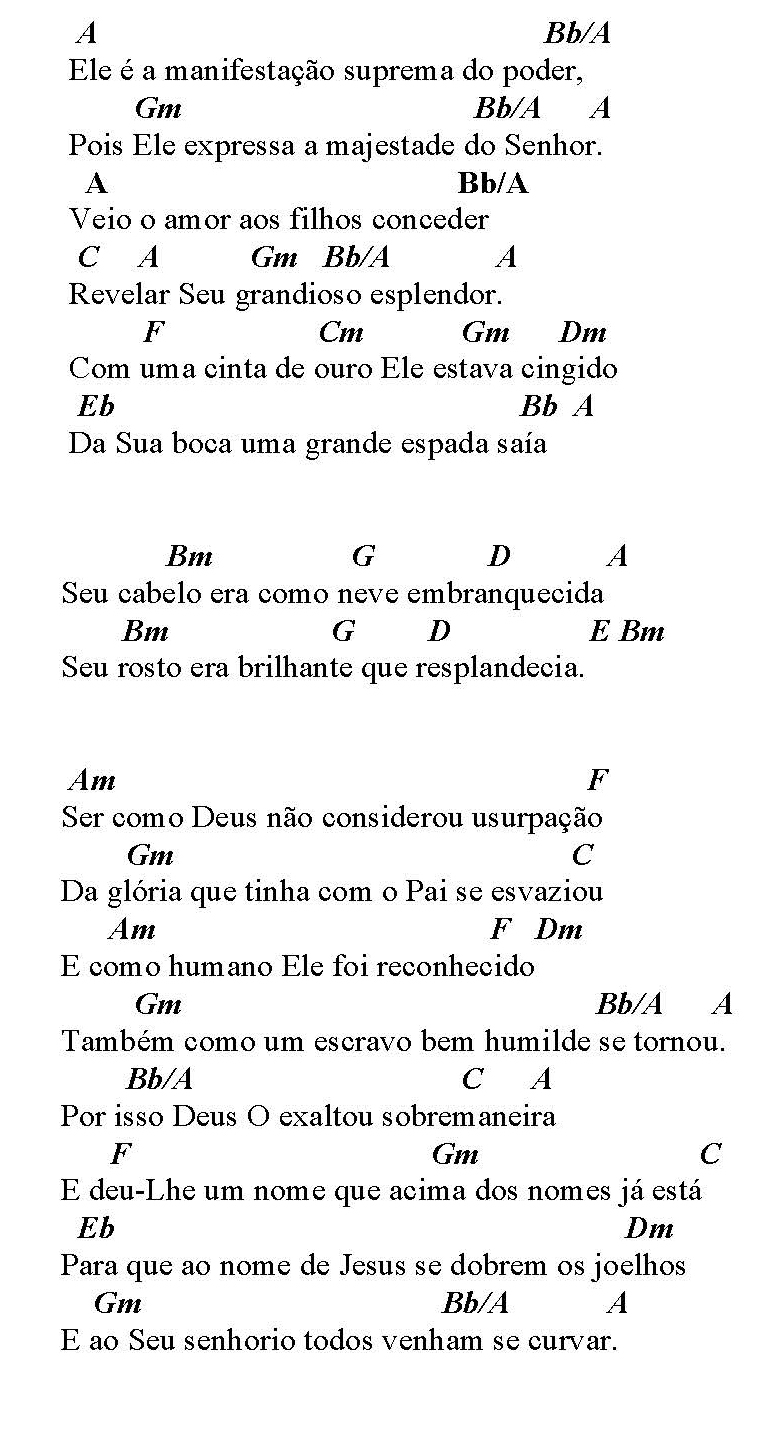 A Bb/A
Ele é a manifestação suprema do poder,
Gm Bb/A A
Pois Ele expressa a majestade do Senhor.
A Bb/A
Veio o amor aos filhos conceder
C A Gm Bb/A A
Revelar Seu grandioso esplendor.
F Cm Gm Dm
Com uma cinta de ouro Ele estava cingido
Eb Bb A
Da Sua boca uma grande espada saía
Bm G D A
Seu cabelo era como neve embranquecida
Bm G D E Bm
Seu rosto era brilhante que resplandecia.
Am F
Ser como Deus não considerou usurpação
Gm C
Da glória que tinha com o Pai se esvaziou
Am F Dm
E como humano Ele foi reconhecido
Gm Bb/A A
Também como um escravo bem humilde se tornou.
Bb/A C A
Por isso Deus O exaltou sobremaneira
F Gm C
E deu-Lhe um nome que acima dos nomes já está
Eb Dm
Para que ao nome de Jesus se dobrem os joelhos
Gm Bb/A A
E ao Seu senhorio todos venham se curvar.